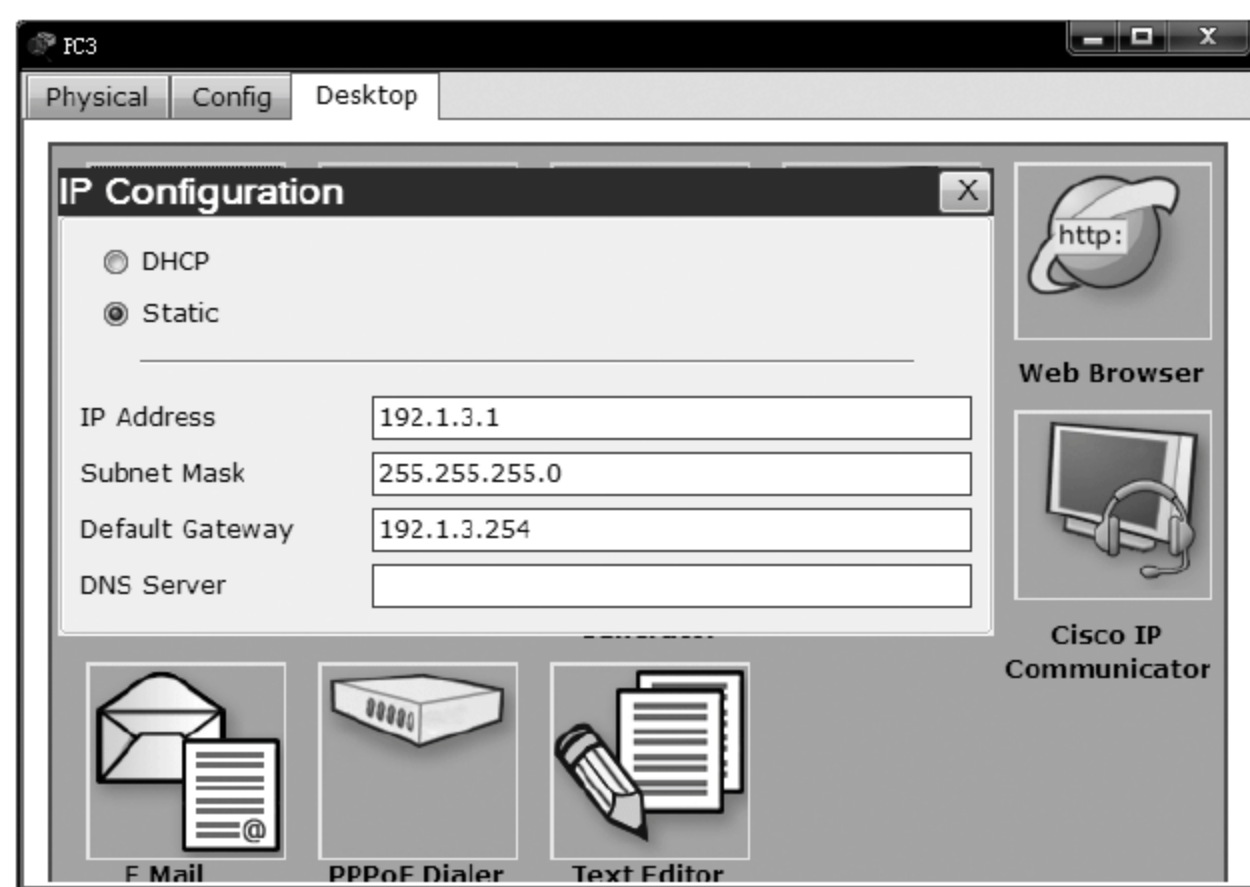 PC3
X
Physical Config Desktop
IP Configuration X
DHCP
Static
IP Address 192.1.3.1
Subnet Mask 255.255.255.0
Default Gateway 192.1.3.254
DNS Server
http:
Web Browser
Cisco IP
Communicator
@
E Mail PPPoE Dialer Text Editor